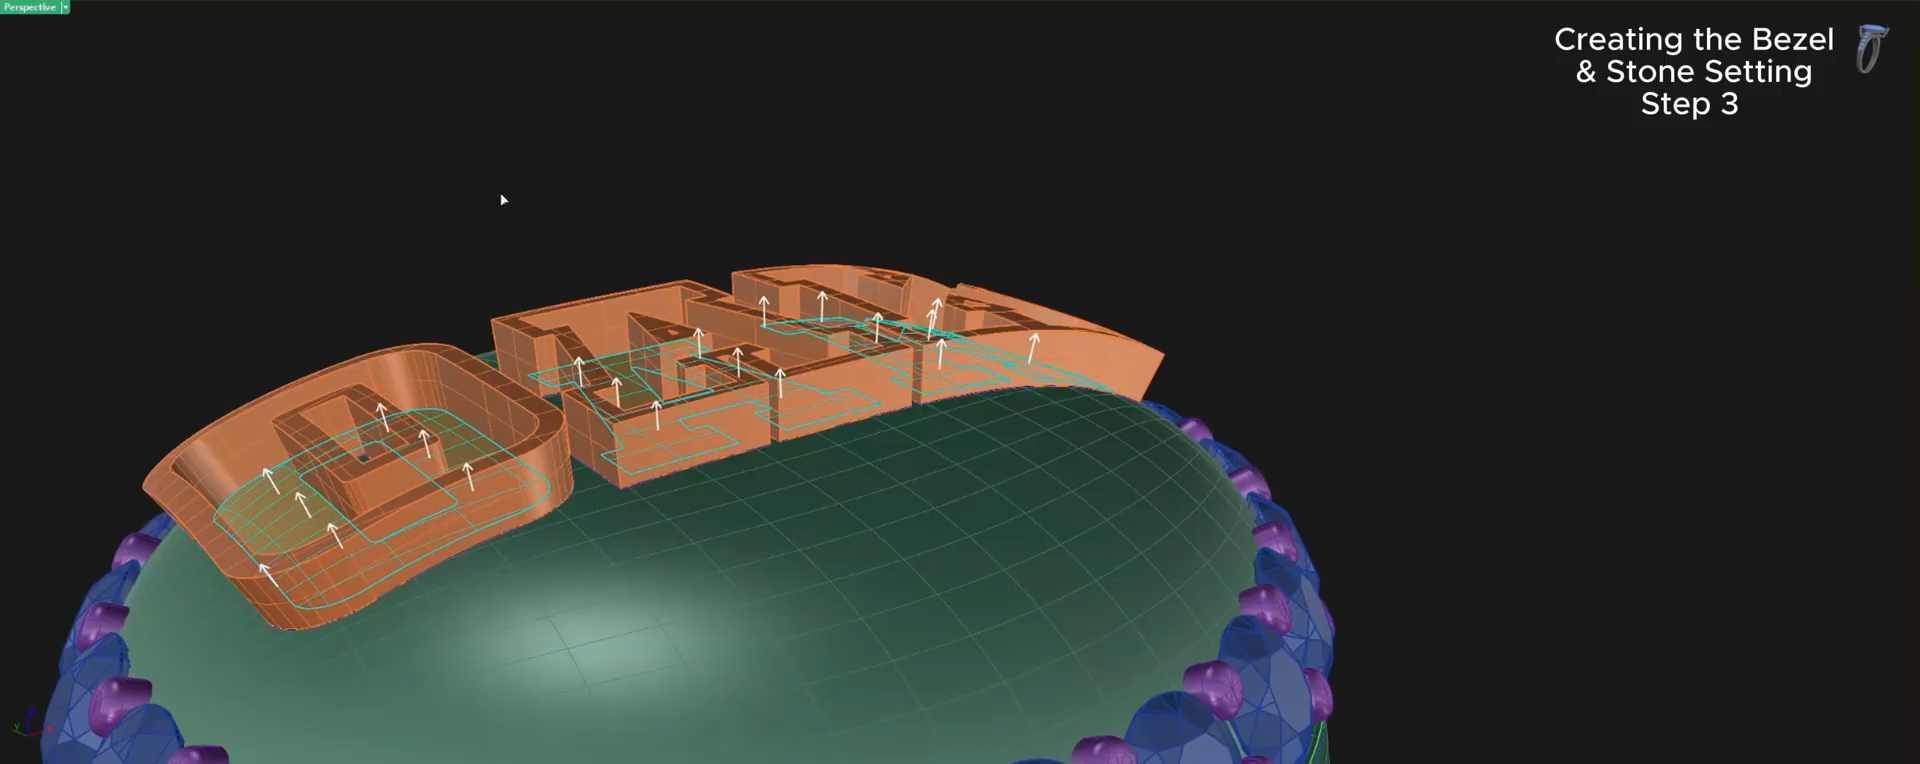 Perspective
Creating the Bezel
& Stone Setting
Step 3